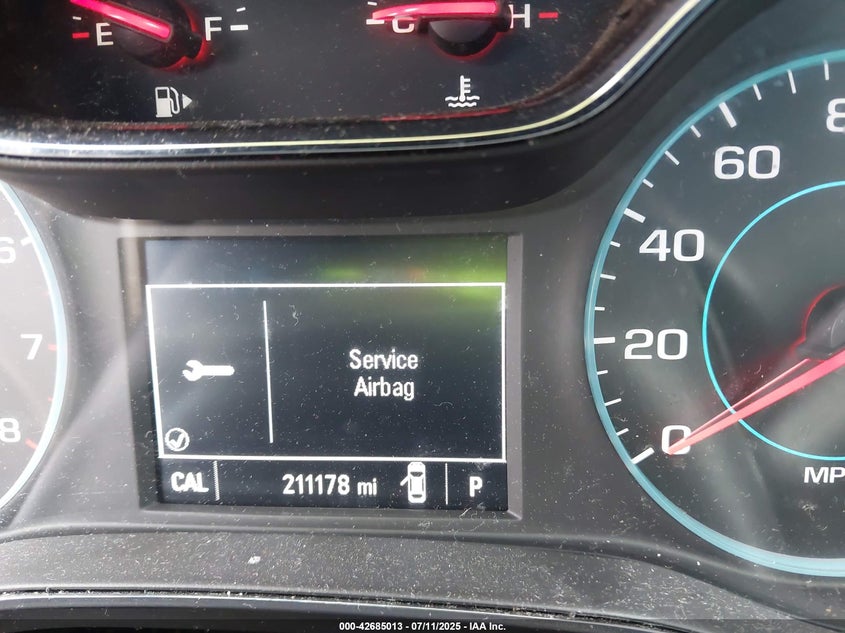 E F
C H
60 8
40
20
0
MP
6
7
8
Service
Airbag
CAL 211178 mi P
000-42685013 - 07/11/2025 - IAA Inc.